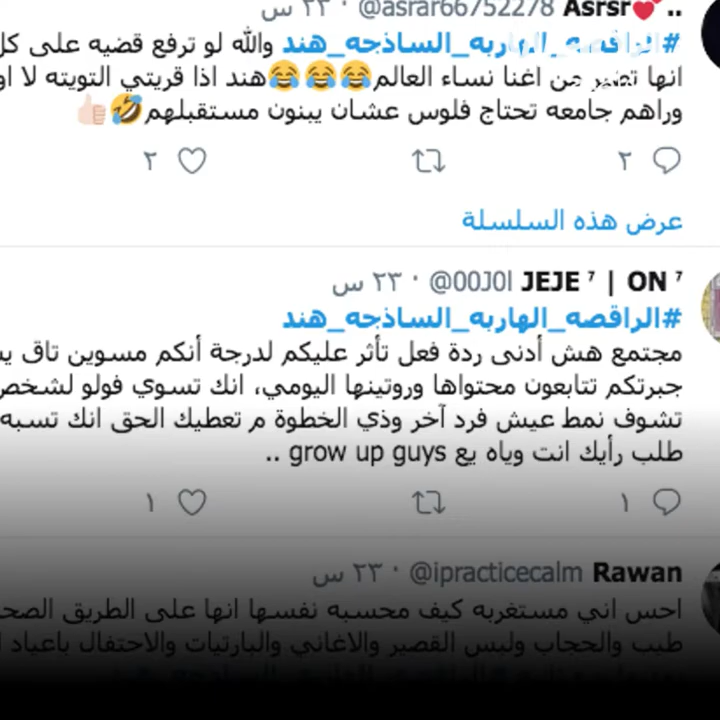 Asrsr💕.. @asrar66752278 · ٢٣ س
#الراقصه_الهاربه_الساذجه_هند والله لو ترفع قضيه على كل
انها تصير من اغنا نساء العالم😂😂😂هند اذا قريتي التويته لا
وراهم جامعه تحتاج فلوس عشان يبنون مستقبلهم🤣👍🏻
٢ ٢
عرض هذه السلسلة
JEJE ⁷ | ON ⁷ @00J0l · ٢٣ س
#الراقصه_الهاربه_الساذجه_هند
مجتمع هش أدنى ردة فعل تأثر عليكم لدرجة أنكم مسوين تاق
جبرتكم تتابعون محتواها وروتينها اليومي، انك تسوي فولو لشخص
تشوف نمط عيش فرد آخر وذي الخطوة م تعطيك الحق انك تسبه
طلب رأيك انت وياه يع grow up guys ..
١ ١
Rawan @ipracticecalm · ٢٣ س
احس اني مستغربه كيف محسبه نفسها انها على الطريق
طيب والحجاب ولبس القصير والاغاني والبارتيات والاحتفال باعياد